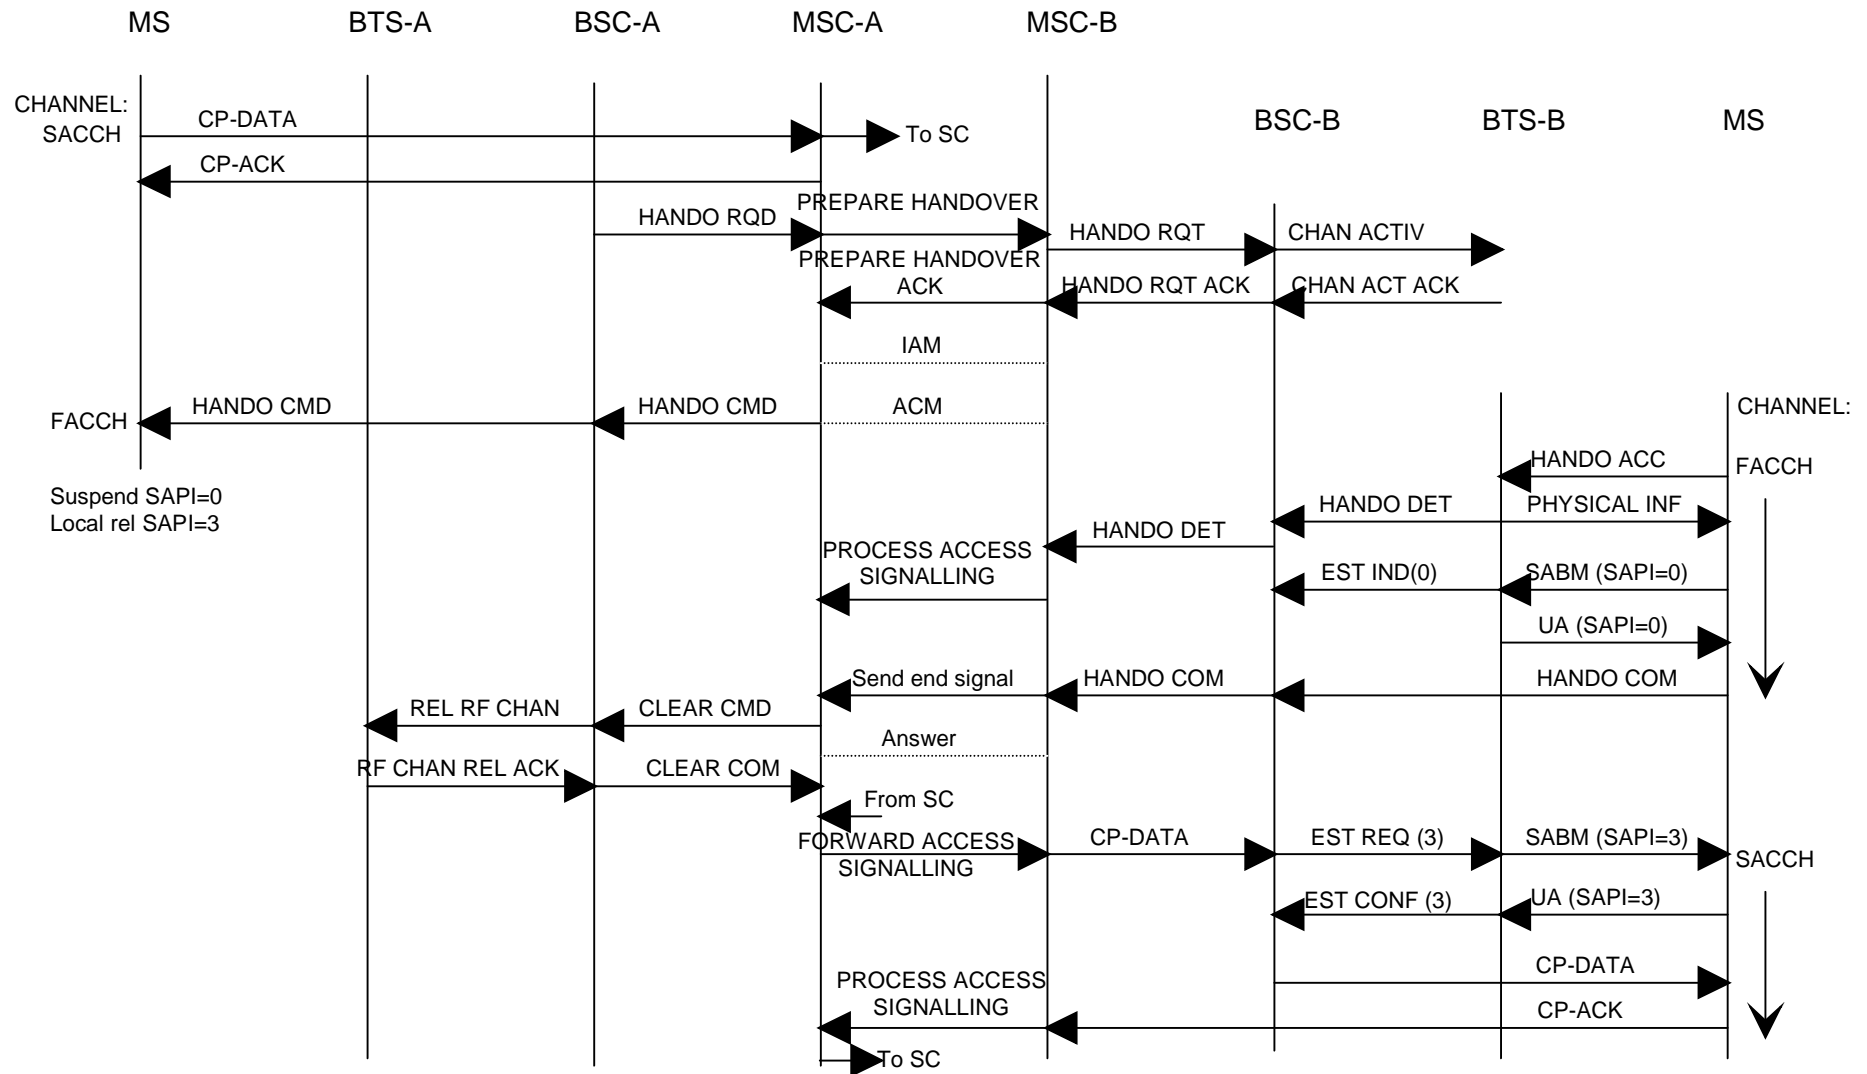 MS BTS-A BSC-A MSC-A MSC-B
CHANNEL:
SACCH CP-DATA To SC BSC-B BTS-B MS
CP-ACK
HANDO RQD PREPARE HANDOVER
HANDO RQT CHAN ACTIV
PREPARE HANDOVER
ACK HANDO RQT ACK CHAN ACT ACK
IAM
FACCH HANDO CMD HANDO CMD ACM CHANNEL:
HANDO ACC FACCH
Suspend SAPI=0
Local rel SAPI=3
HANDO DET PHYSICAL INF
HANDO DET
PROCESS ACCESS
SIGNALLING EST IND(0) SABM (SAPI=0)
UA (SAPI=0)
Send end signal HANDO COM HANDO COM
REL RF CHAN CLEAR CMD
Answer
RF CHAN REL ACK CLEAR COM
From SC
FORWARD ACCESS CP-DATA EST REQ (3) SABM (SAPI=3)
SIGNALLING SACCH
EST CONF (3) UA (SAPI=3)
CP-DATA
PROCESS ACCESS
SIGNALLING CP-ACK
To SC